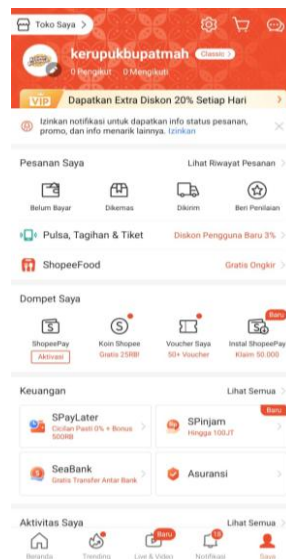 Toko Saya >
kerupukbupatmah Classic >
0 Pengikut 0 Mengikuti
VIP Dapatkan Extra Diskon 20% Setiap Hari >
Izinkan notifikasi untuk dapatkan info status pesanan,
promo, dan info menarik lainnya. Izinkan
Pesanan Saya Lihat Riwayat Pesanan >
Belum Bayar Dikemas Dikirim Beri Penilaian
Pulsa, Tagihan & Tiket Diskon Pengguna Baru 3% >
ShopeeFood Gratis Ongkir >
Dompet Saya
Baru
ShopeePay Koin Shopee Voucher Saya Instal ShopeePay
Aktivasi Gratis 25RB! 50+ Voucher Klaim 50.000
Keuangan Lihat Semua >
Baru
SPayLater
Cicilan Pasti 0% + Bonus
500RB
SPinjam
Hingga 100JT
SeaBank
Gratis Transfer Antar Bank
Asuransi
Aktivitas Saya Lihat Semua >
Baru 18
Beranda Trending Live & Video Notifikasi Saya